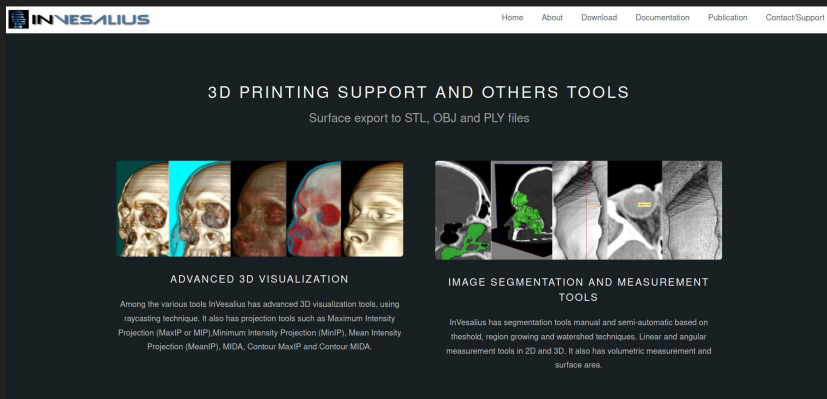 INVESALIUS
Home About Download Documentation Publication Contact/Support
3D PRINTING SUPPORT AND OTHERS TOOLS
Surface export to STL, OBJ and PLY files
ADVANCED 3D VISUALIZATION
Among the various tools InVesalius has advanced 3D visualization tools, using
raycasting technique. It also has projection tools such as Maximum Intensity
Projection (MaxIP or MIP),Minimum Intensity Projection (MinIP), Mean Intensity
Projection (MeanIP), MIDA, Contour MaxIP and Contour MIDA.
IMAGE SEGMENTATION AND MEASUREMENT
TOOLS
InVesalius has segmentation tools manual and semi-automatic based on
theshold, region growing and watershed techniques. Linear and angular
measurement tools in 2D and 3D. It also has volumetric measurement and
surface area.